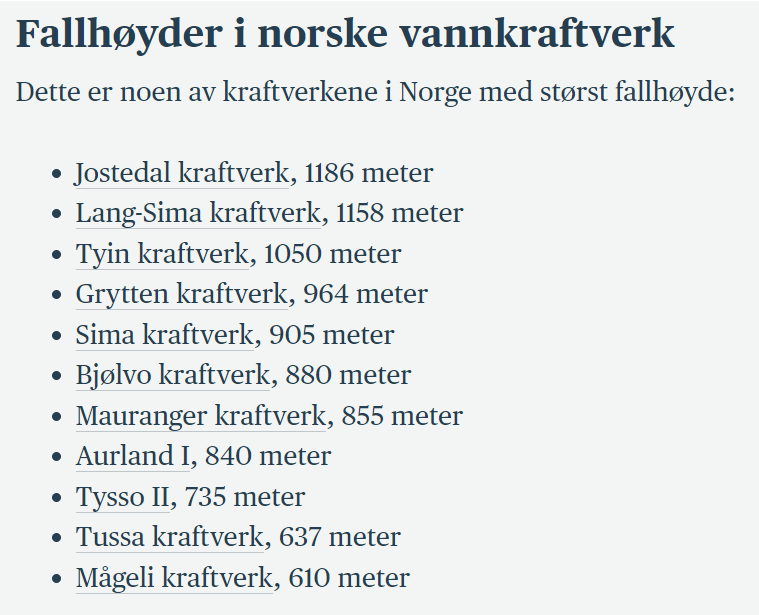 Fallhøyder i norske vannkraftverk
Dette er noen av kraftverkene i Norge med størst fallhøyde:
• Jostedal kraftverk, 1186 meter
• Lang-Sima kraftverk, 1158 meter
• Tyin kraftverk, 1050 meter
• Grytten kraftverk, 964 meter
• Sima kraftverk, 905 meter
• Bjølvo kraftverk, 880 meter
• Mauranger kraftverk, 855 meter
• Aurland I, 840 meter
• Tysso II, 735 meter
• Tussa kraftverk, 637 meter
• Mågeli kraftverk, 610 meter